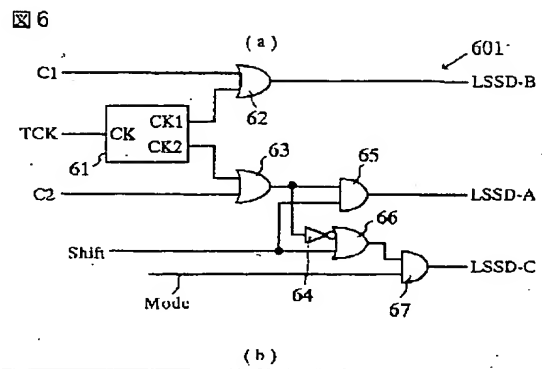 図6
(a)
601
C1
62
LSSD-B
TCK
CK
CK1
CK2
61
63
65
C2
LSSD-A
66
Shift
64
LSSD-C
Mode
67
(b)